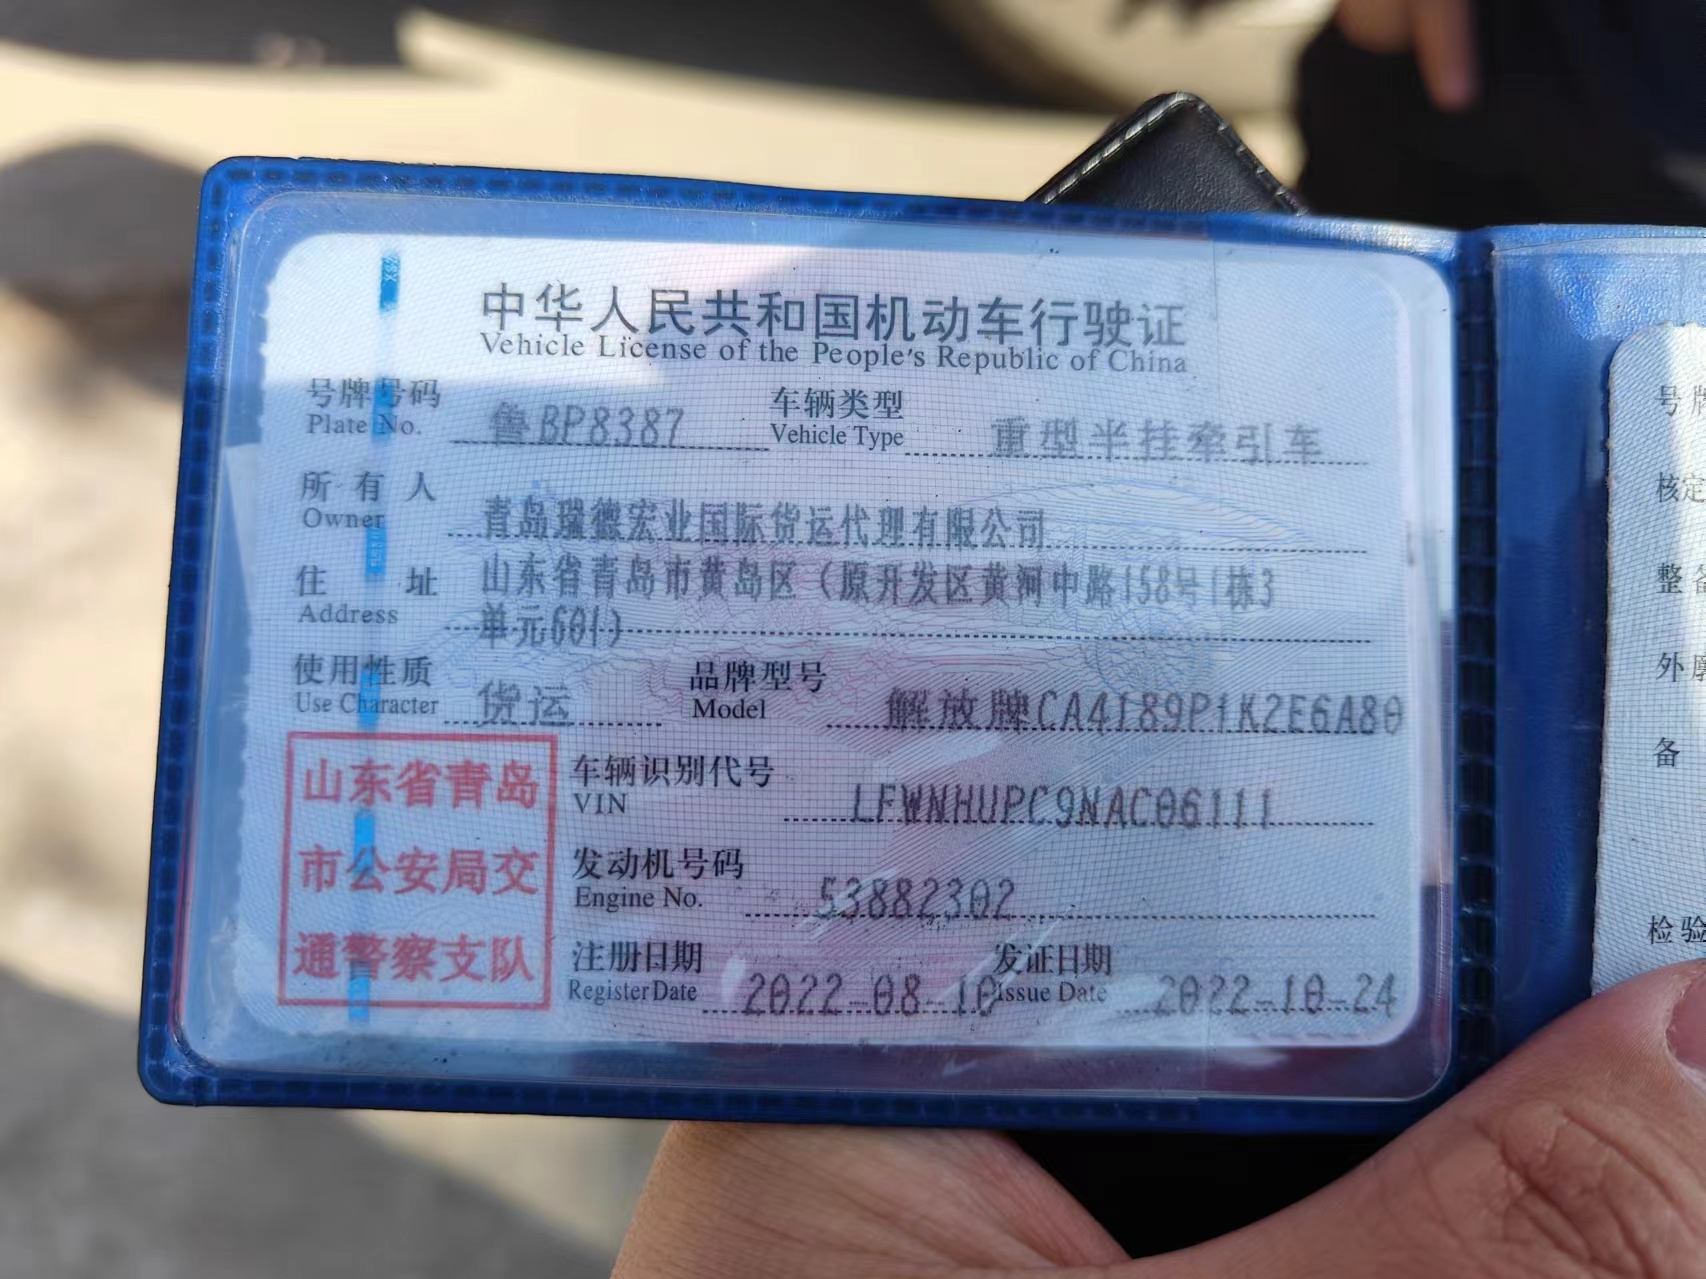 中华人民共和国机动车行驶证
Vehicle License of the People's Republic of China
号牌号码 鲁BP8387 车辆类型 重型半挂牵引车
Plate No. Vehicle Type
所有人 青岛瑞德宏业国际货运代理有限公司
Owner
住址 山东省青岛市黄岛区（原开发区黄河中路158号1栋3
Address 单元601）
使用性质 货运 品牌型号 解放牌CA4189P1K2E6A80
Use Character Model
山东省青岛
市公安局交
通警察支队
车辆识别代号 LFWNHUPC9NAC06111
VIN
发动机号码 53882302
Engine No.
注册日期 2022-08-10 发证日期 2022-10-24
Register Date Issue Date
号牌
核定
整备
外廓
备
检验